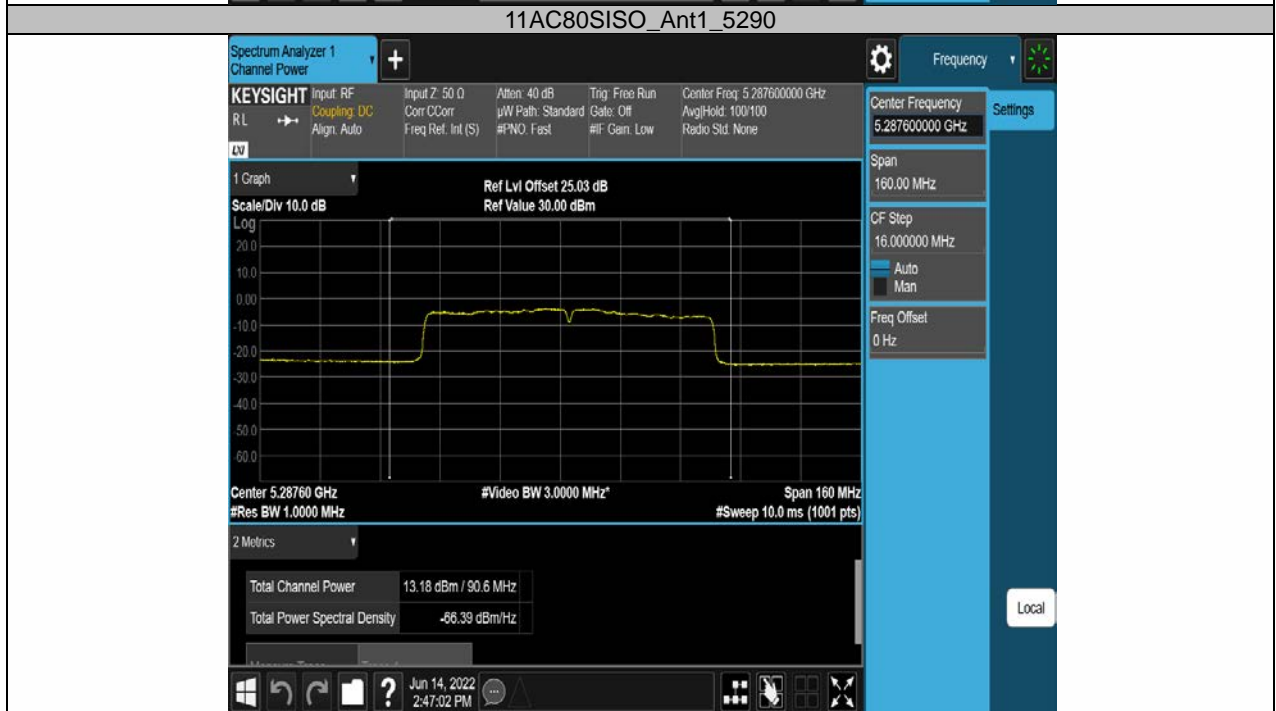 11AC80SISO_Ant1_5290
Spectrum Analyzer 1
Channel Power
+
Frequency
KEYSIGHT
RL
LXI
Input: RF
Coupling: DC
Align: Auto
Input Z: 50 Ω
Corr CCorr
Freq Ref: Int (S)
Atten: 40 dB
µW Path: Standard
#PNO: Fast
Trig: Free Run
Gate: Off
#IF Gain: Low
Center Freq: 5.287600000 GHz
Avg|Hold: 100/100
Radio Std: None
Center Frequency
5.287600000 GHz
Settings
Span
160.00 MHz
CF Step
16.000000 MHz
Auto
Man
Freq Offset
0 Hz
Local
1 Graph
Scale/Div 10.0 dB
Ref Lvl Offset 25.03 dB
Ref Value 30.00 dBm
Log
20.0
10.0
0.00
-10.0
-20.0
-30.0
-40.0
-50.0
-60.0
Center 5.28760 GHz
#Video BW 3.0000 MHz*
Span 160 MHz
#Res BW 1.0000 MHz
#Sweep 10.0 ms (1001 pts)
2 Metrics
Total Channel Power 13.18 dBm / 90.6 MHz
Total Power Spectral Density -66.39 dBm/Hz
?
Jun 14, 2022
2:47:02 PM